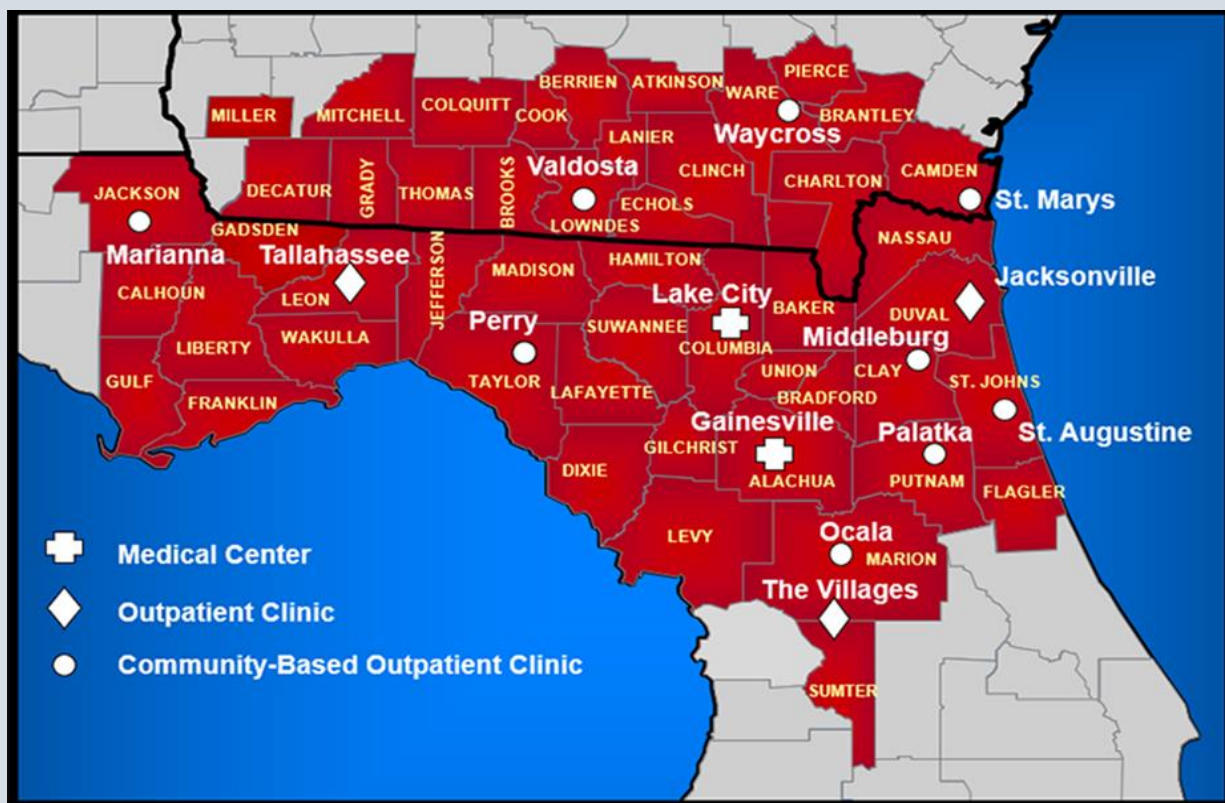 PIERCE
BERRIEN
ATKINSON
WARE
MILLER
MITCHELL
COLQUITT
COOK
BRANTLEY
LANIER
Waycross
Valdosta
CLINCH
CAMDEN
JACKSON
DECATUR
GRADY
THOMAS
BROOKS
CHARLTON
ECHOLS
St. Marys
LOWNDES
GADSDEN
NASSAU
Marianna
Tallahassee
JEFFERSON
MADISON
HAMILTON
Jacksonville
CALHOUN
LEON
Lake City
BAKER
DUVAL
Perry
SUWANNEE
Middleburg
WAKULLA
LIBERTY
COLUMBIA
UNION
CLAY
GULF
TAYLOR
LAFAYETTE
ST. JOHNS
FRANKLIN
BRADFORD
Gainesville
Palatka
St. Augustine
GILCHRIST
DIXIE
ALACHUA
PUTNAM
FLAGLER
Ocala
LEVY
MARION
The Villages
SUMTER
Medical Center
Outpatient Clinic
Community-Based Outpatient Clinic